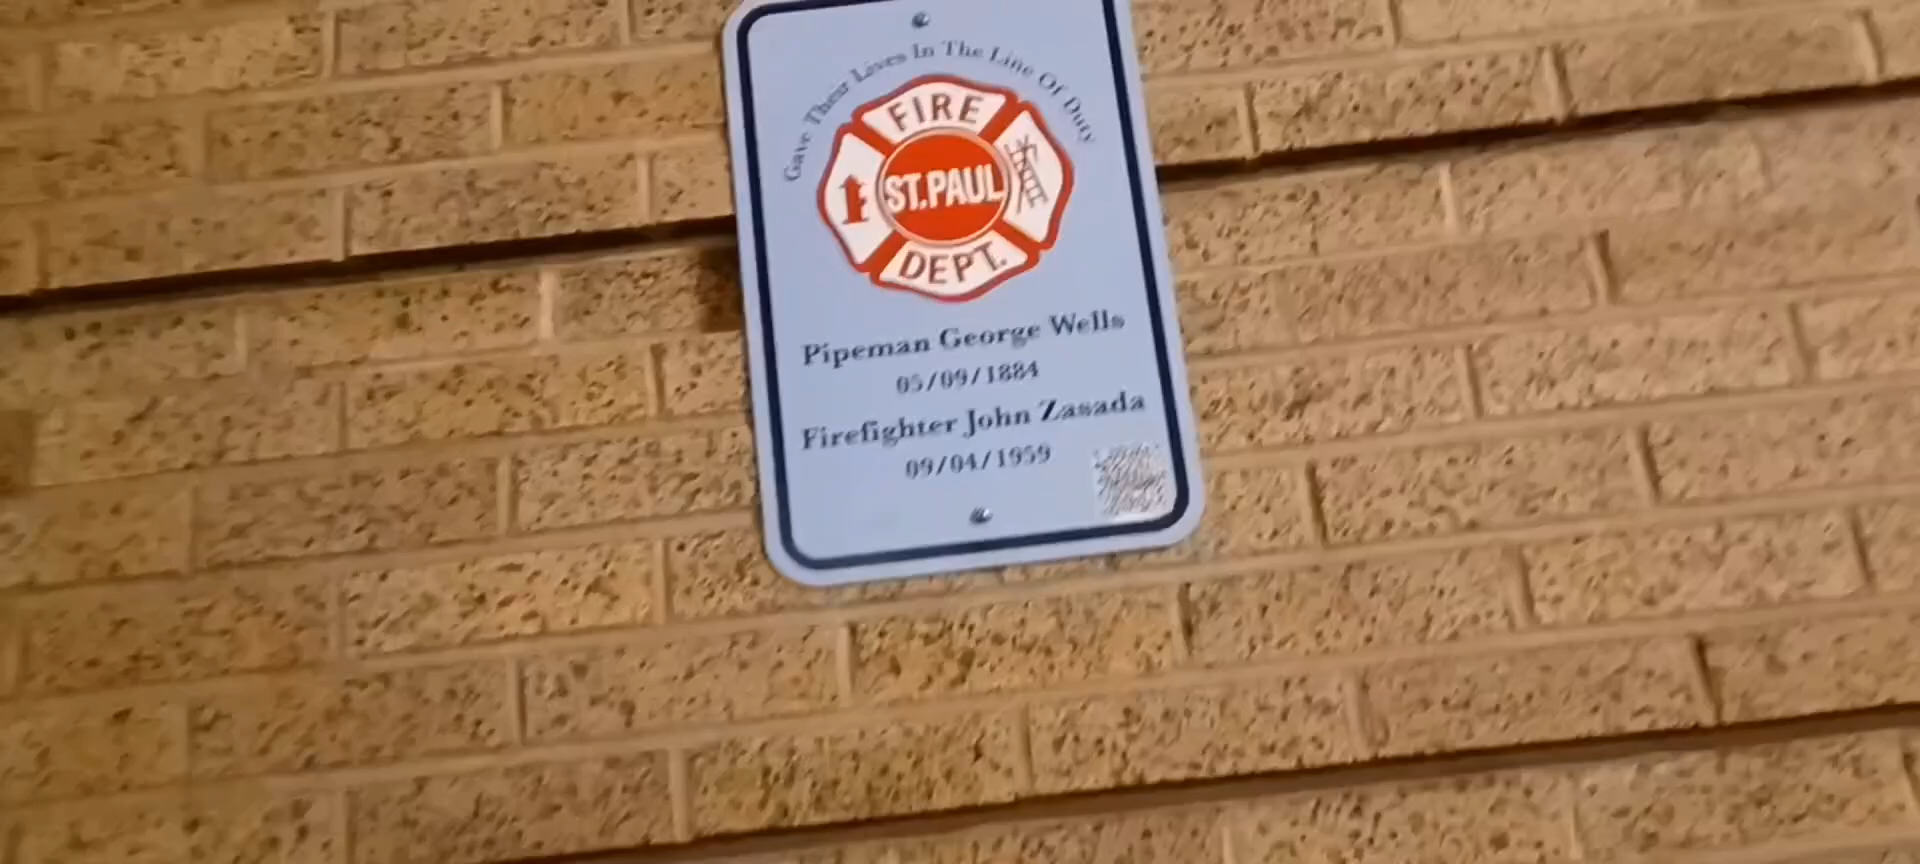 Gave Their Lives In The Line Of Duty
FIRE
ST.PAUL
DEPT.
Pipeman George Wells
05/09/1884
Firefighter John Zasada
09/04/1959